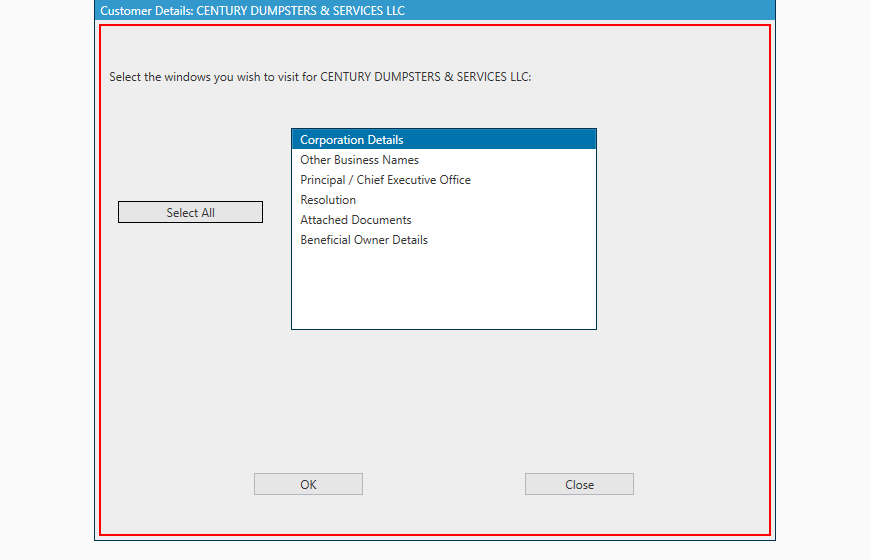 Customer Details: CENTURY DUMPSTERS & SERVICES LLC
Select the windows you wish to visit for CENTURY DUMPSTERS & SERVICES LLC:
Corporation Details
Other Business Names
Principal / Chief Executive Office
Resolution
Select All
Attached Documents
Beneficial Owner Details
OK
Close